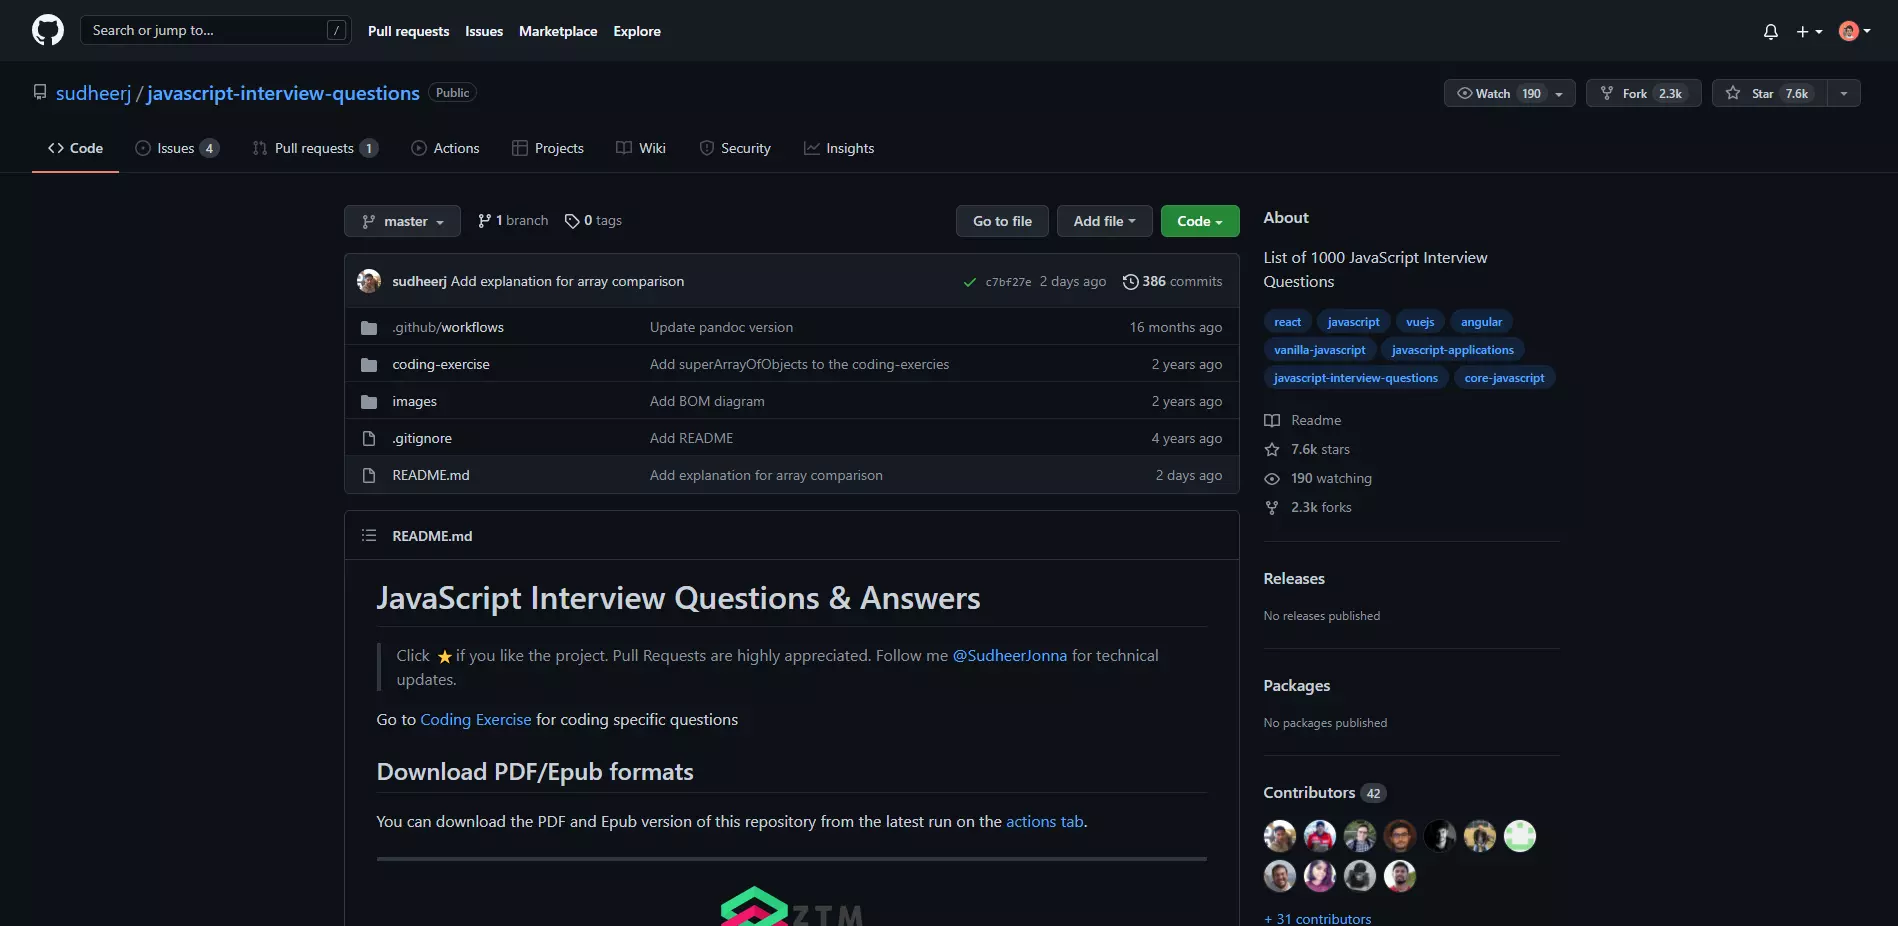 Search or jump to... /
Pull requests Issues Marketplace Explore
sudheerj / javascript-interview-questions Public
Watch 190 Fork 2.3k Star 7.6k
Code Issues 4 Pull requests 1 Actions Projects Wiki Security Insights
master 1 branch 0 tags Go to file Add file Code
sudheerj Add explanation for array comparison c7bf27e 2 days ago 386 commits
.github/workflows Update pandoc version 16 months ago
coding-exercise Add superArrayOfObjects to the coding-exercies 2 years ago
images Add BOM diagram 2 years ago
.gitignore Add README 4 years ago
README.md Add explanation for array comparison 2 days ago
README.md
JavaScript Interview Questions & Answers
Click ⭐ if you like the project. Pull Requests are highly appreciated. Follow me @SudheerJonna for technical
updates.
Go to Coding Exercise for coding specific questions
Download PDF/Epub formats
You can download the PDF and Epub version of this repository from the latest run on the actions tab.
ZTM
About
List of 1000 JavaScript Interview
Questions
react javascript vuejs angular
vanilla-javascript javascript-applications
javascript-interview-questions core-javascript
Readme
7.6k stars
190 watching
2.3k forks
Releases
No releases published
Packages
No packages published
Contributors 42
+ 31 contributors